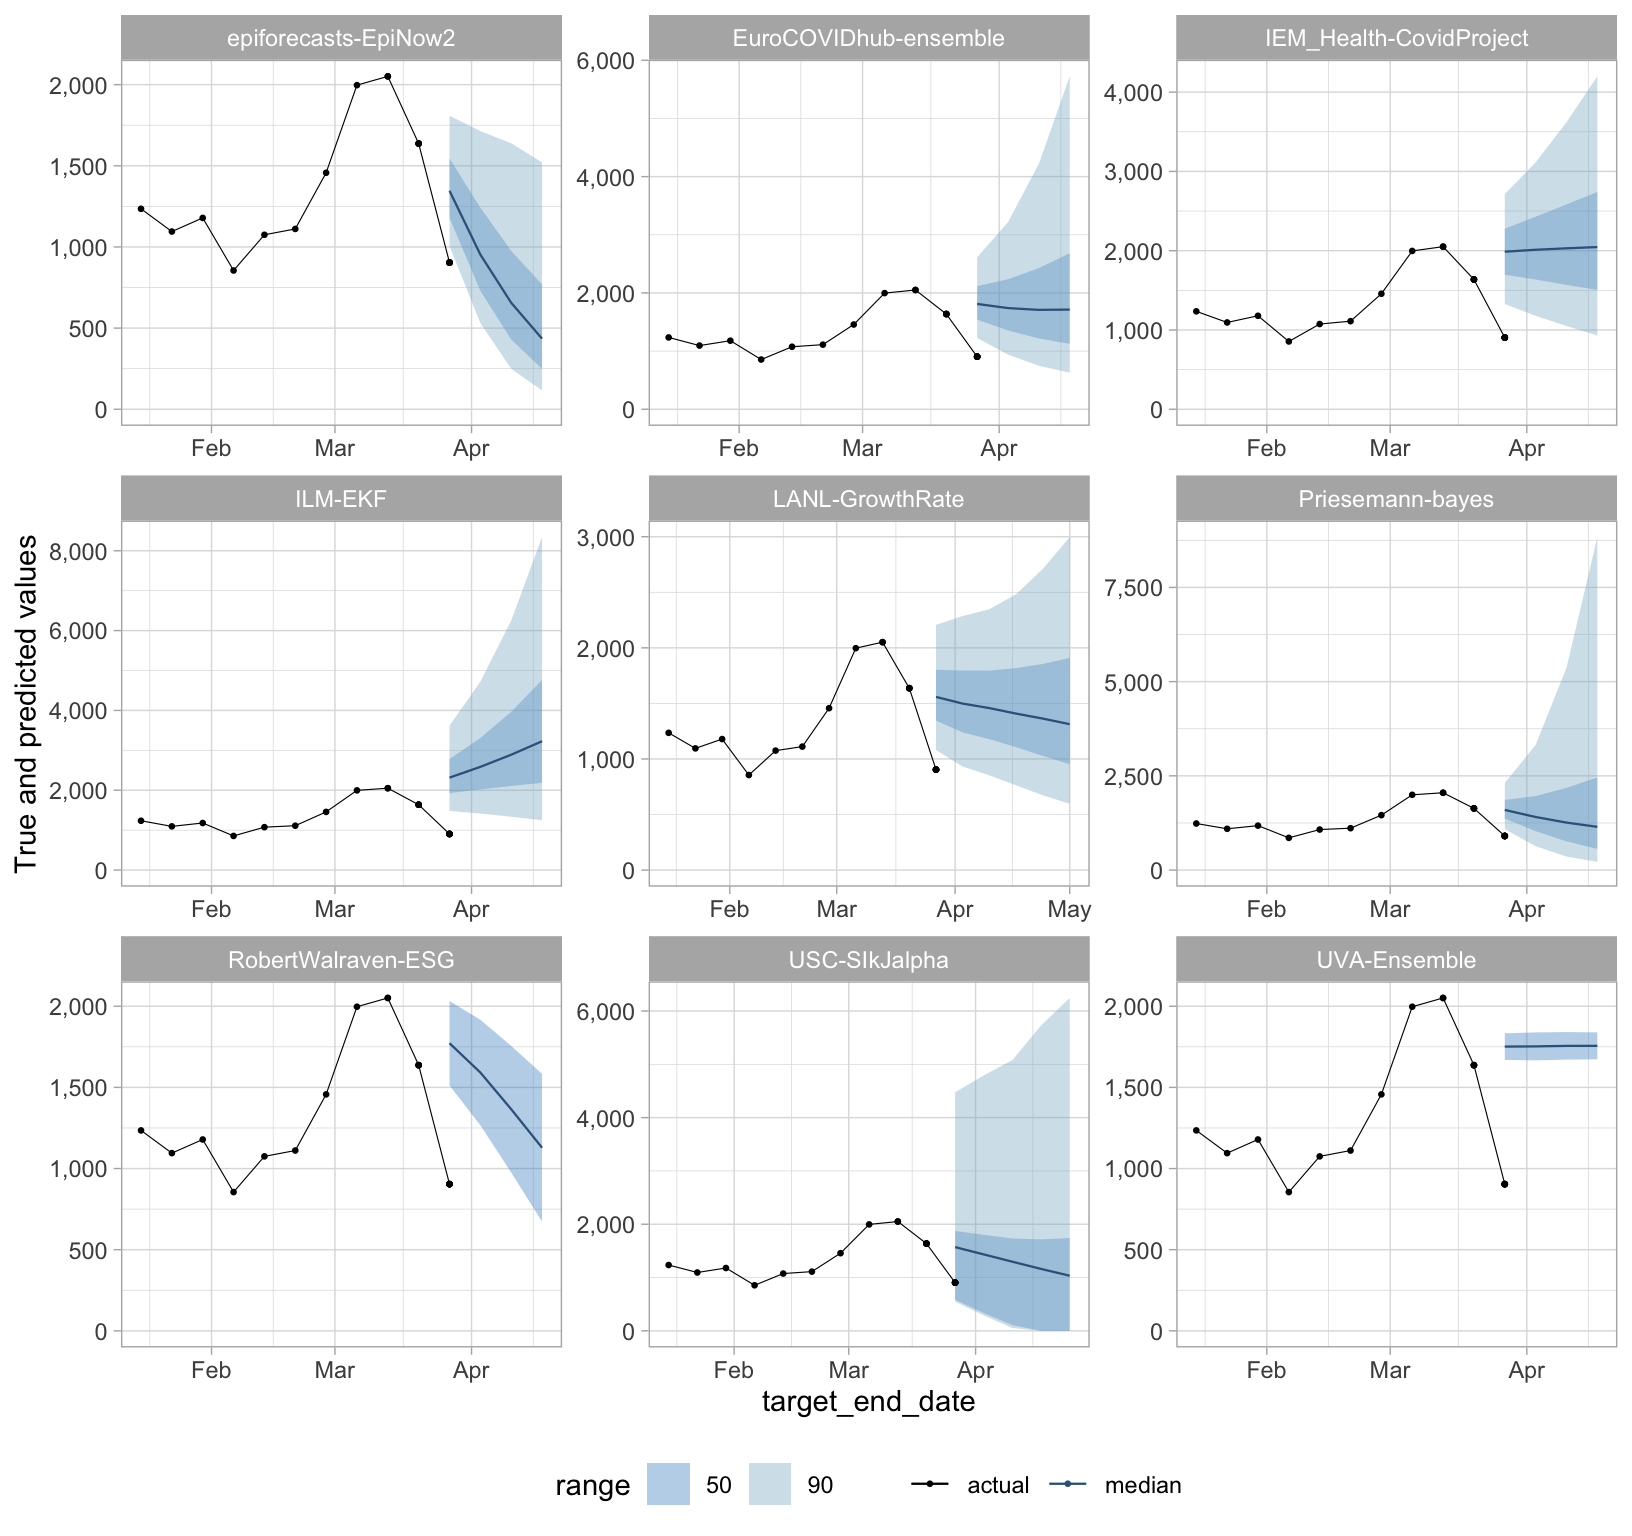 epiforecasts-EpiNow2
EuroCOVIDhub-ensemble
IEM_Health-CovidProject
2,000
1,500
1,000
500
0
Feb Mar Apr
6,000
4,000
2,000
0
Feb Mar Apr
4,000
3,000
2,000
1,000
0
Feb Mar Apr
True and predicted values
ILM-EKF
LANL-GrowthRate
Priesemann-bayes
8,000
6,000
4,000
2,000
0
Feb Mar Apr
3,000
2,000
1,000
0
Feb Mar Apr May
7,500
5,000
2,500
0
Feb Mar Apr
RobertWalraven-ESG
USC-SIkJalpha
UVA-Ensemble
2,000
1,500
1,000
500
0
Feb Mar Apr
6,000
4,000
2,000
0
Feb Mar Apr
2,000
1,500
1,000
500
0
Feb Mar Apr
target_end_date
range 50 90 actual median